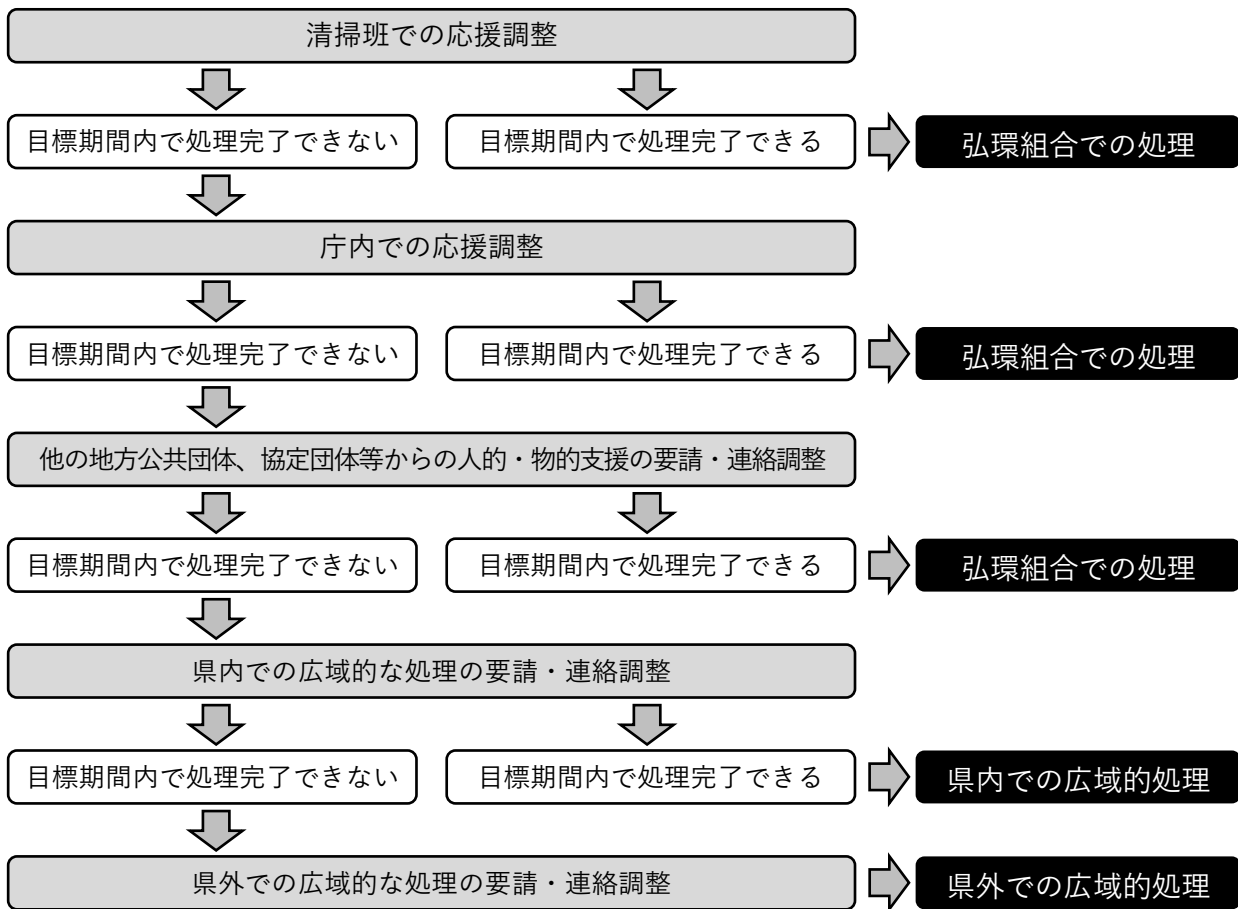 清掃班での応援調整
目標期間内で処理完了できない
目標期間内で処理完了できる
弘環組合での処理
庁内での応援調整
目標期間内で処理完了できない
目標期間内で処理完了できる
弘環組合での処理
他の地方公共団体、協定団体等からの人的・物的支援の要請・連絡調整
目標期間内で処理完了できない
目標期間内で処理完了できる
弘環組合での処理
県内での広域的な処理の要請・連絡調整
目標期間内で処理完了できない
目標期間内で処理完了できる
県内での広域的処理
県外での広域的な処理の要請・連絡調整
県外での広域的処理